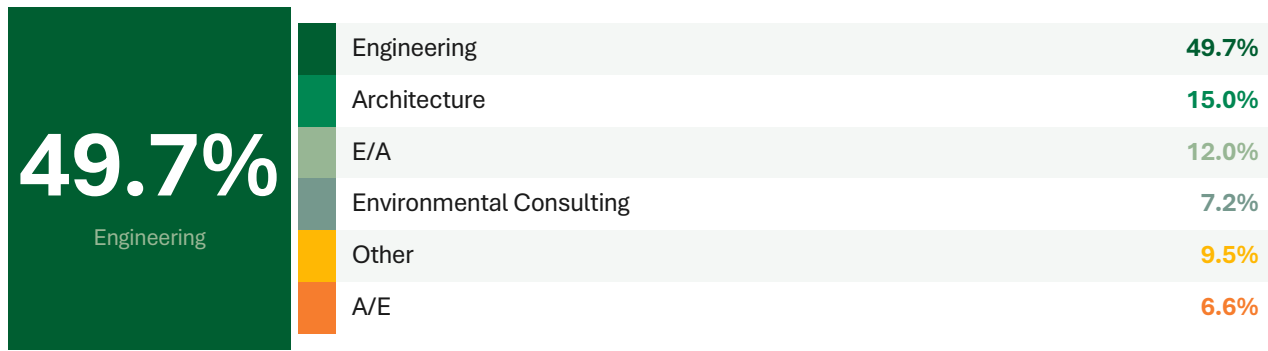 49.7%
Engineering
Engineering 49.7%
Architecture 15.0%
E/A 12.0%
Environmental Consulting 7.2%
Other 9.5%
A/E 6.6%